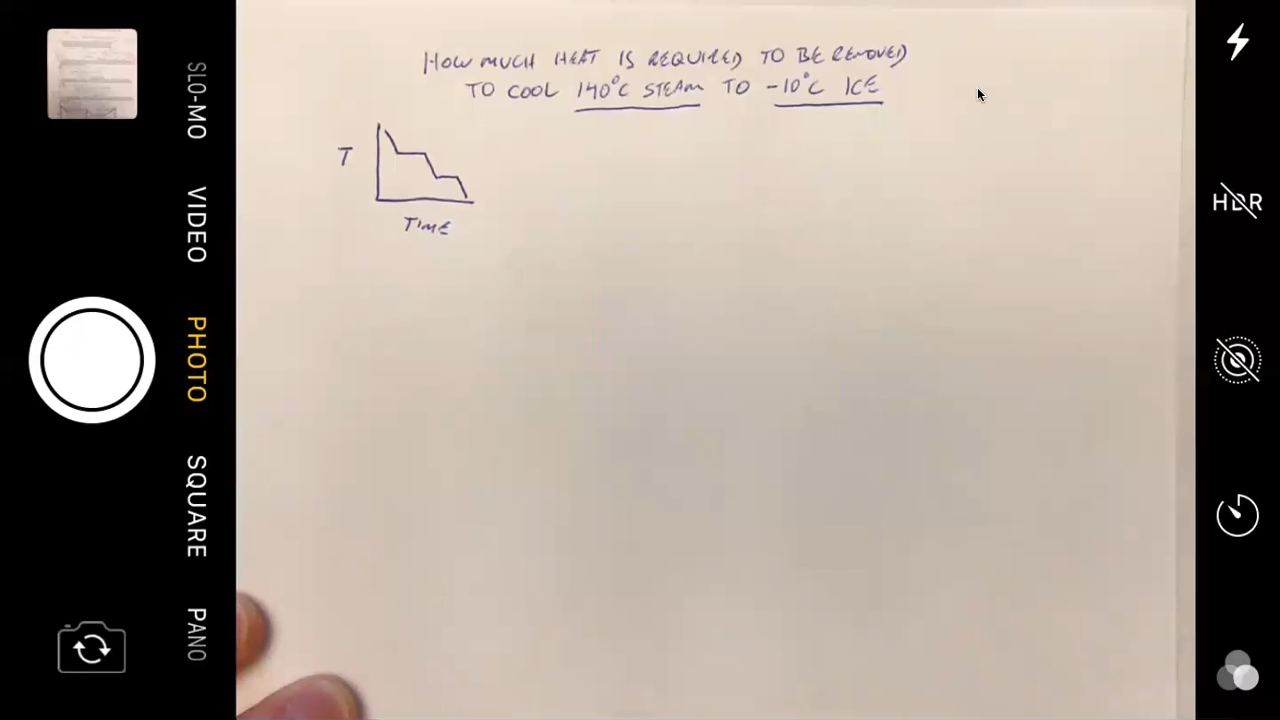 HOW MUCH HEAT IS REQUIRED TO BE REMOVED
TO COOL 140°C STEAM TO -10°C ICE
T
TIME
SLO-MO
VIDEO
PHOTO
SQUARE
PANO
HDR